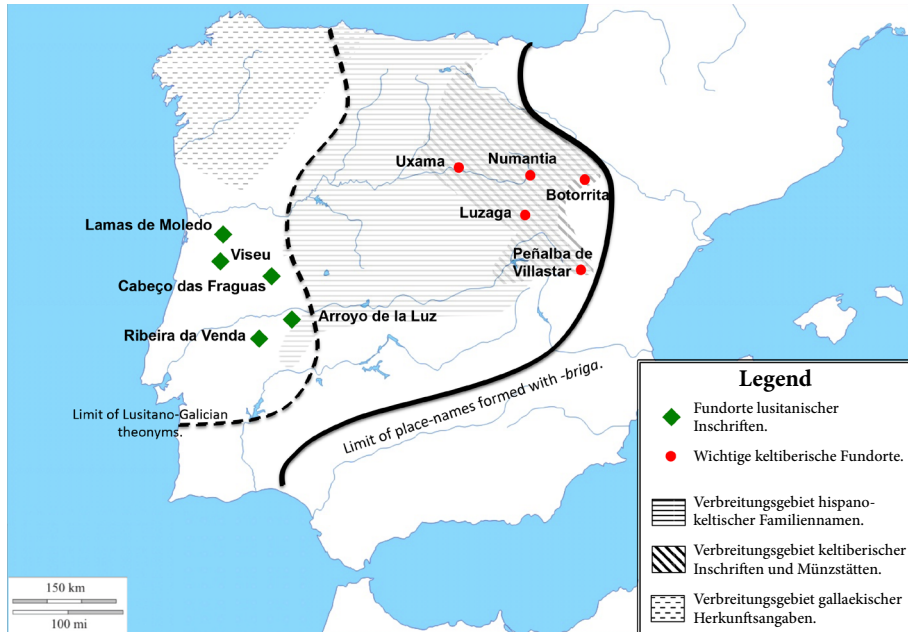 Uxama
Numantia
Botorrita
Luzaga
Lamas de Moledo
Viseu
Peñalba de
Villastar
Cabeço das Fraguas
Arroyo de la Luz
Ribeira da Venda
Limit of Lusitano-Galician
theonyms.
Limit of place-names formed with -briga.
Legend
Fundorte lusitanischer
Inschriften.
Wichtige keltiberische Fundorte.
Verbreitungsgebiet hispano-
keltischer Familiennamen.
Verbreitungsgebiet keltiberischer
Inschriften und Münzstätten.
Verbreitungsgebiet gallaekischer
Herkunftsangaben.
150 km
100 mi